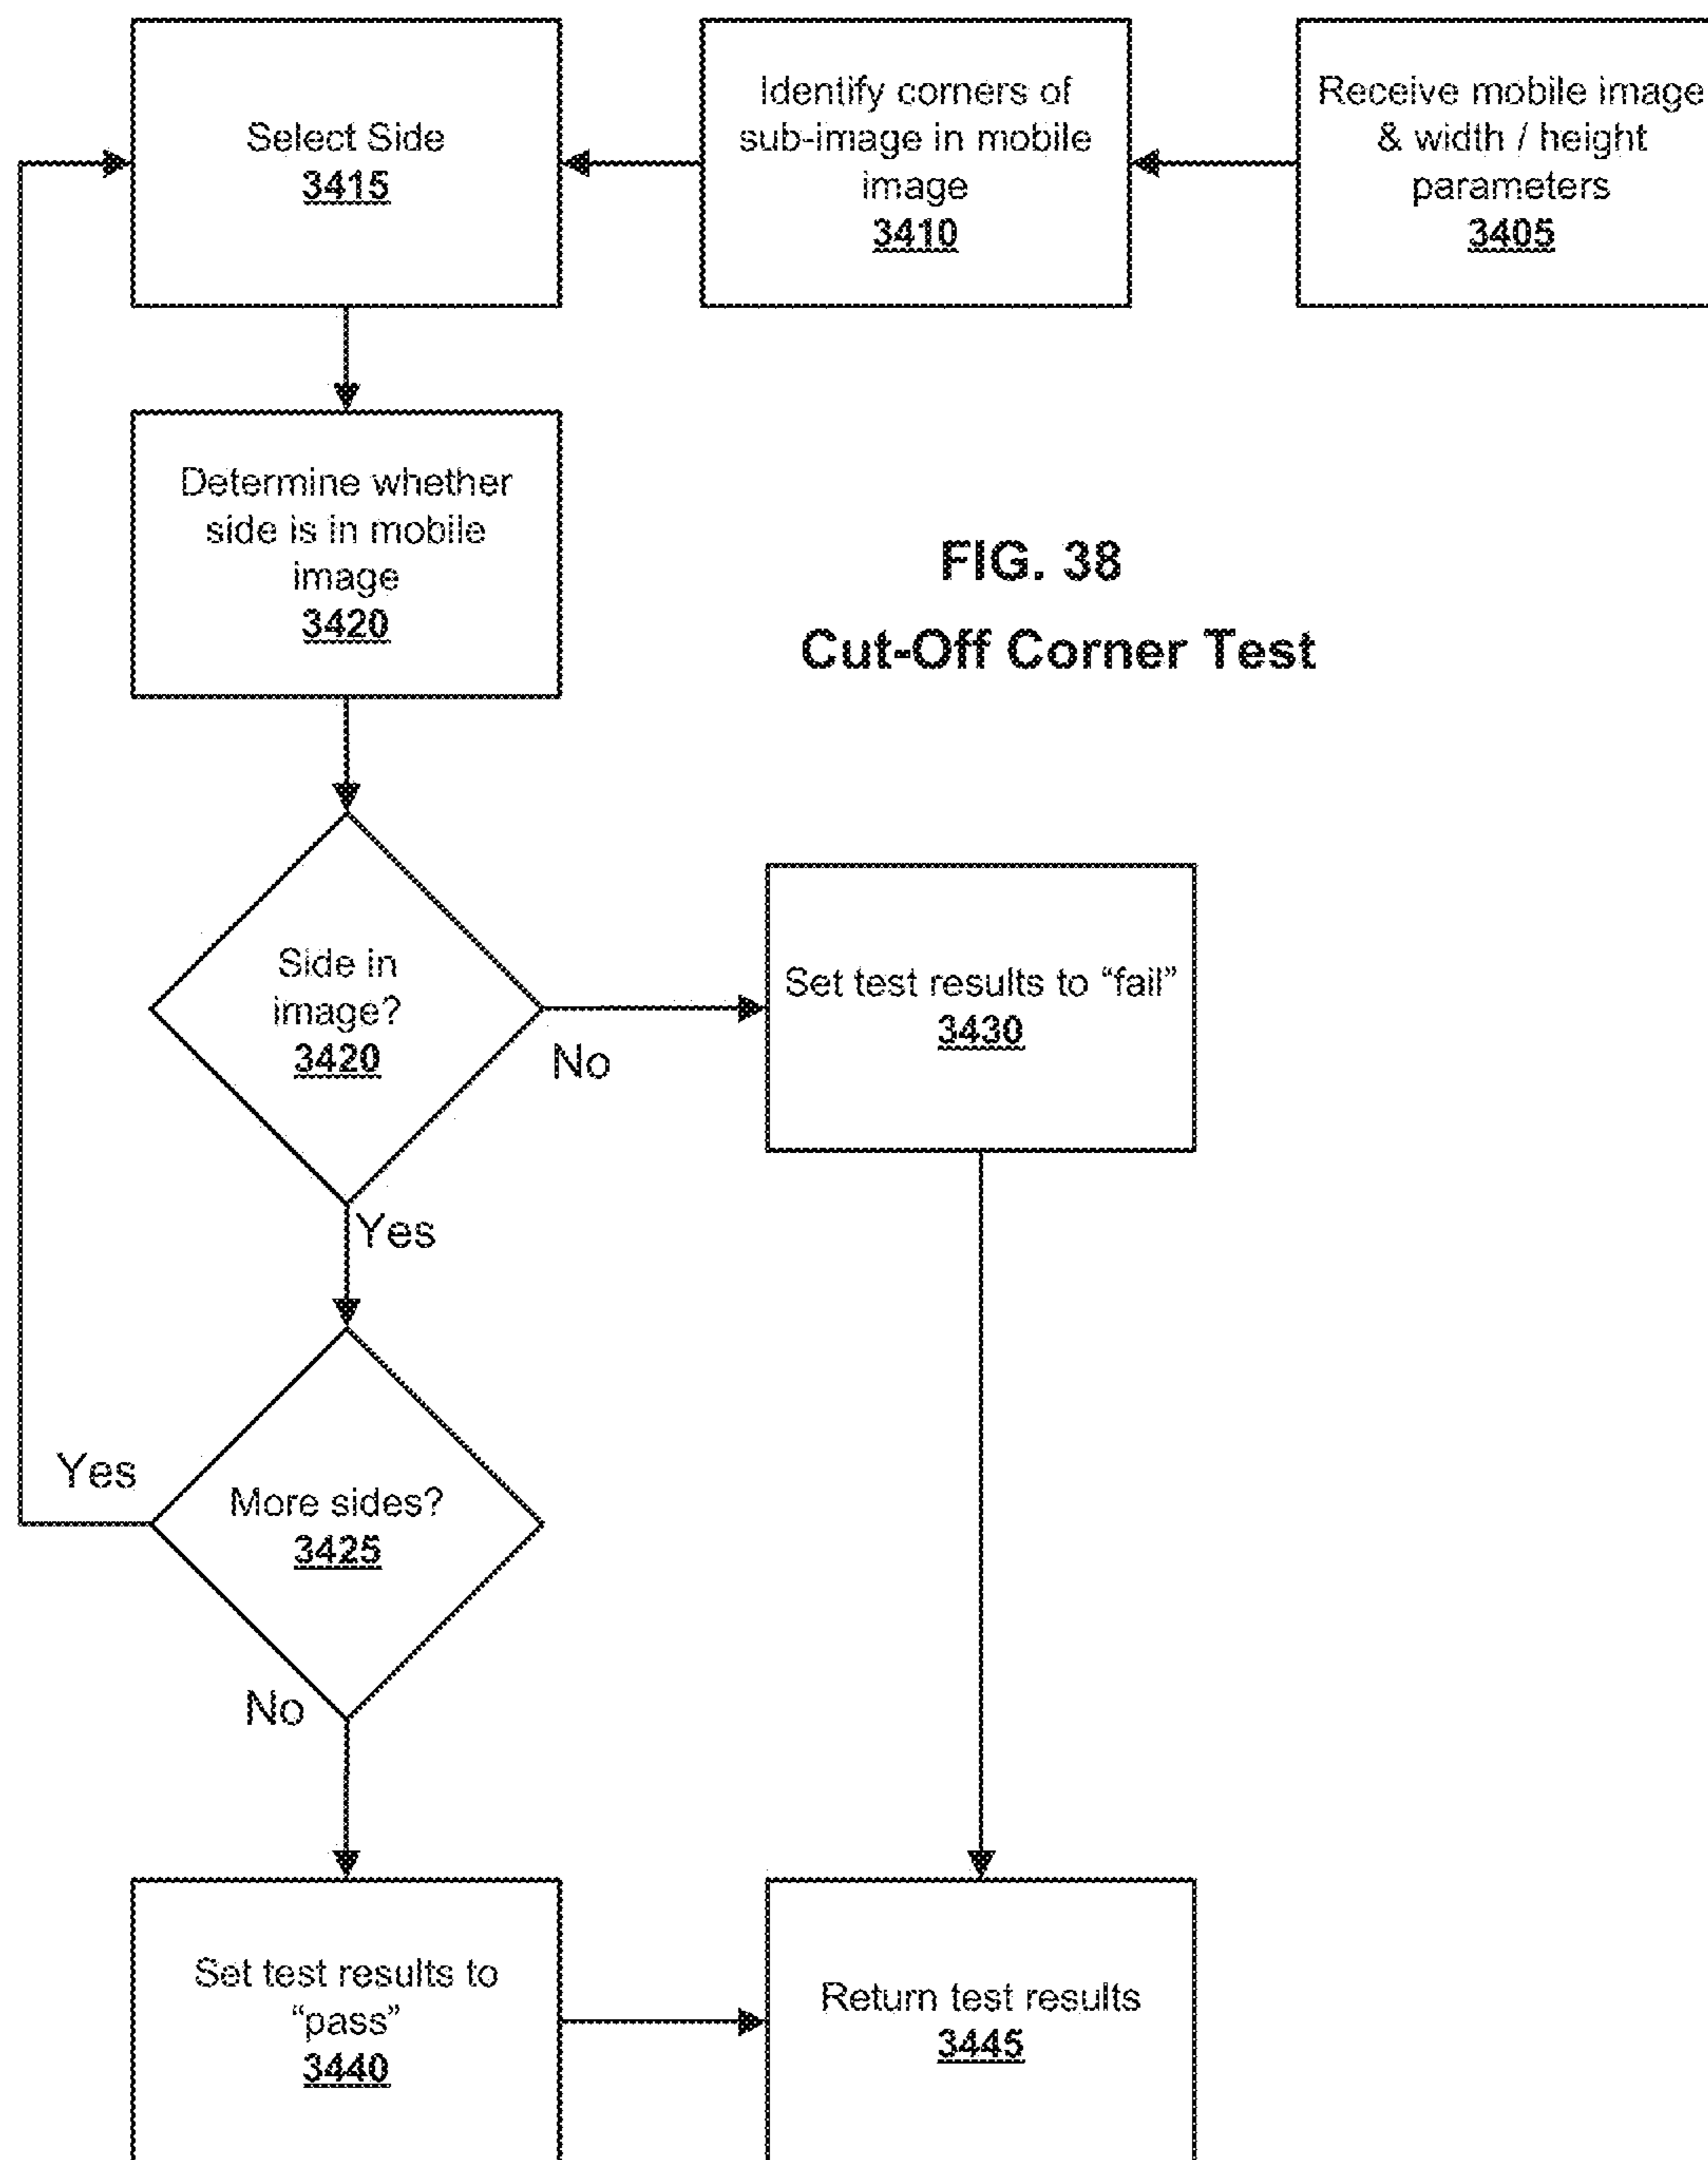 Receive mobile image
& width / height
parameters
3405
Identify corners of
sub-image in mobile
image
3410
Select Side
3415
Determine whether
side is in mobile
image
3420
FIG. 38
Cut-Off Corner Test
Side in
image?
3420
No
Set test results to “fail”
3430
Yes
More sides?
3425
Yes
No
Set test results to
“pass”
3440
Return test results
3445